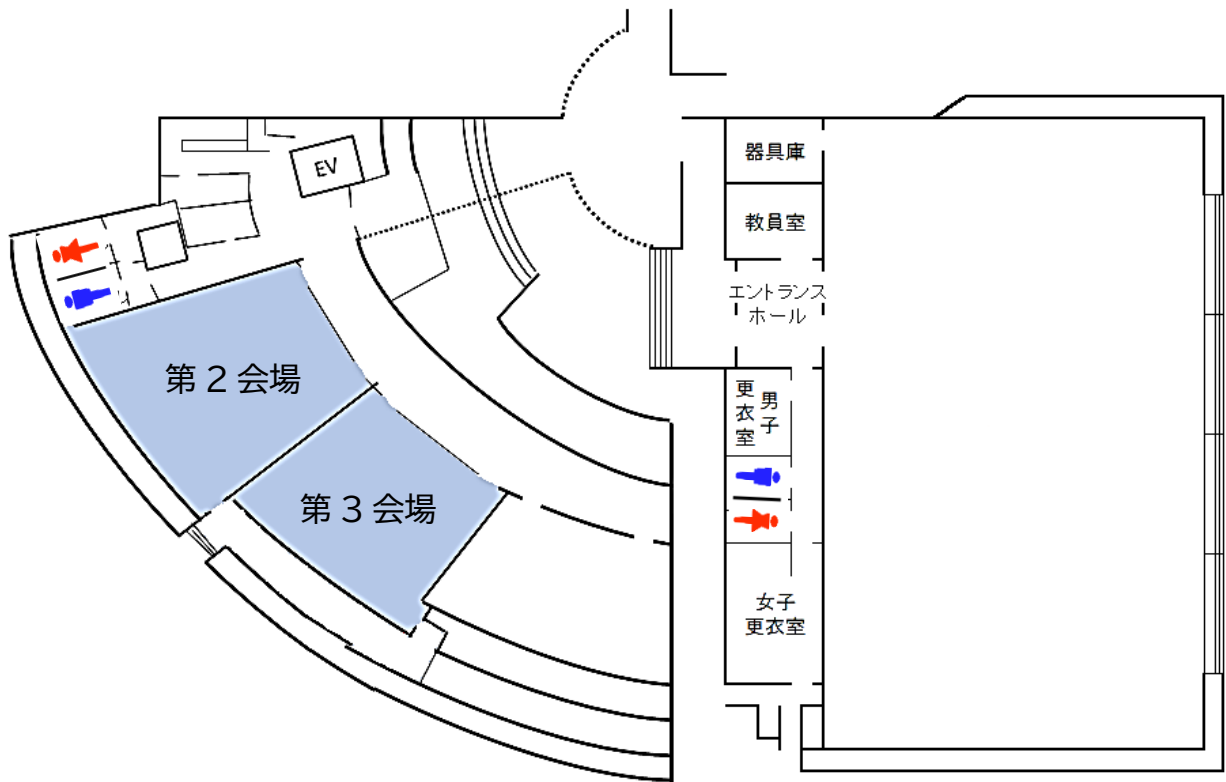 器具庫
EV
教員室
エントランス
ホール
第2会場
男子
更衣室
第3会場
女子
更衣室